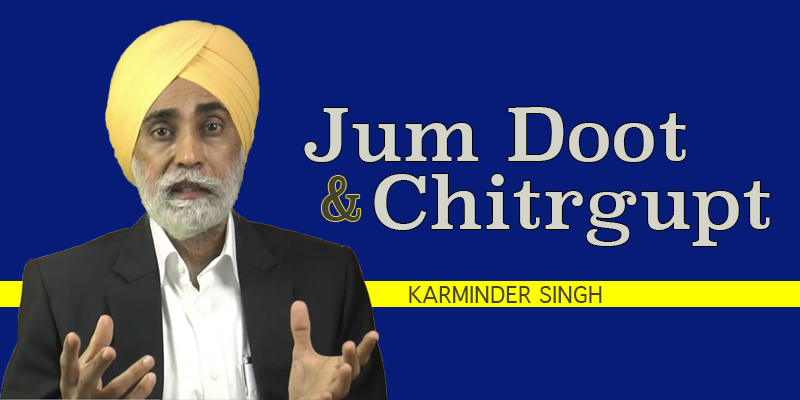 Jum Doot
& Chitrgupt
KARMINDER SINGH